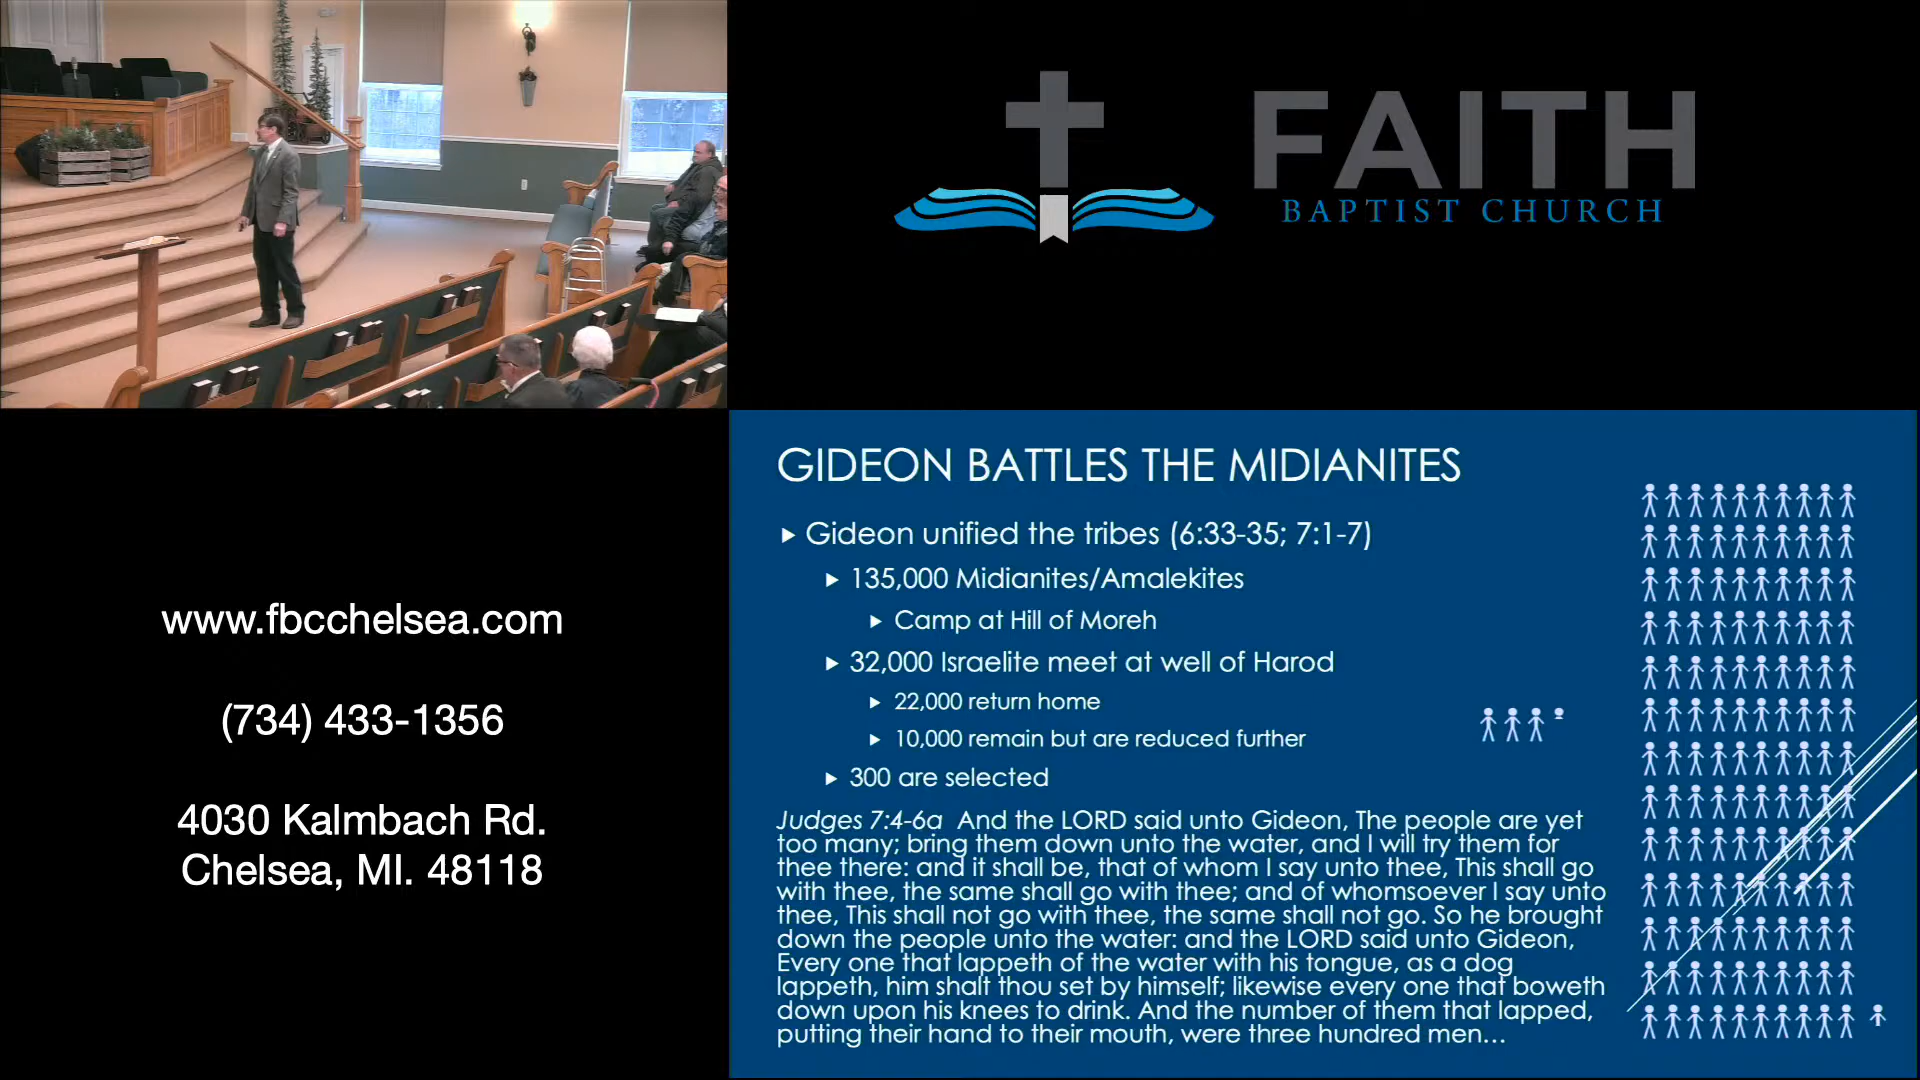 FAITH
BAPTIST CHURCH
www.fbcchelsea.com
(734) 433-1356
4030 Kalmbach Rd.
Chelsea, MI. 48118
GIDEON BATTLES THE MIDIANITES
Gideon unified the tribes (6:33-35; 7:1-7)
135,000 Midianites/Amalekites
Camp at Hill of Moreh
32,000 Israelite meet at well of Harod
22,000 return home
10,000 remain but are reduced further
300 are selected
Judges 7:4-6a And the LORD said unto Gideon, The people are yet
too many; bring them down unto the water, and I will try them for
thee there: and it shall be, that of whom I say unto thee, This shall go
with thee, the same shall go with thee; and of whomsoever I say unto
thee, This shall not go with thee, the same shall not go. So he brought
down the people unto the water: and the LORD said unto Gideon,
Every one that lappeth of the water with his tongue, as a dog
lappeth, him shalt thou set by himself; likewise every one that boweth
down upon his knees to drink. And the number of them that lapped,
putting their hand to their mouth, were three hundred men…